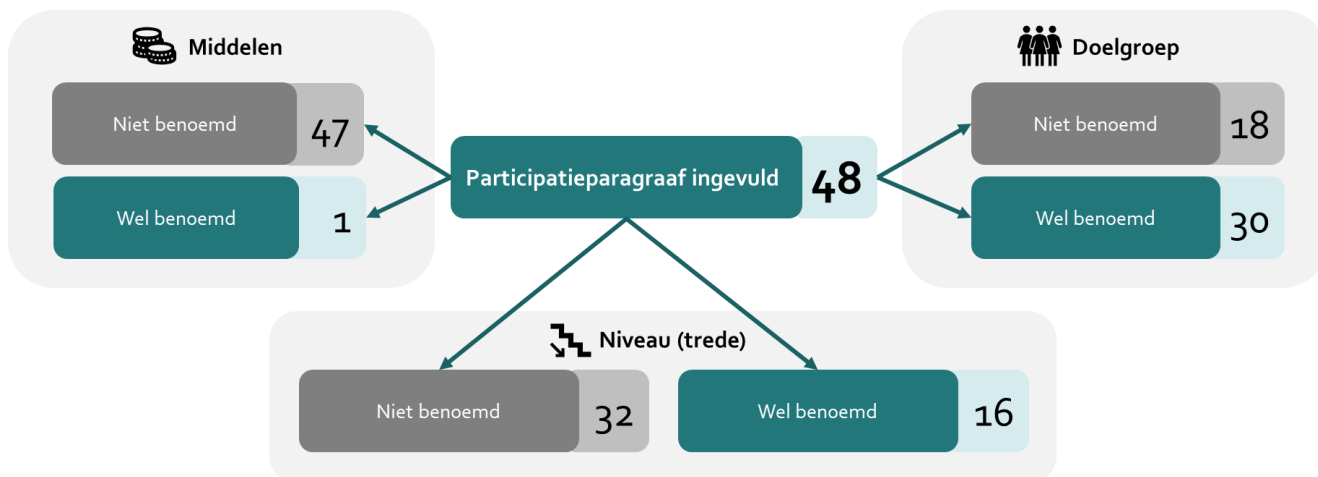 Middelen
Niet benoemd
47
Wel benoemd
1
Participatieparagraaf ingevuld
48
Doelgroep
Niet benoemd
18
Wel benoemd
30
Niveau (trede)
Niet benoemd
32
Wel benoemd
16